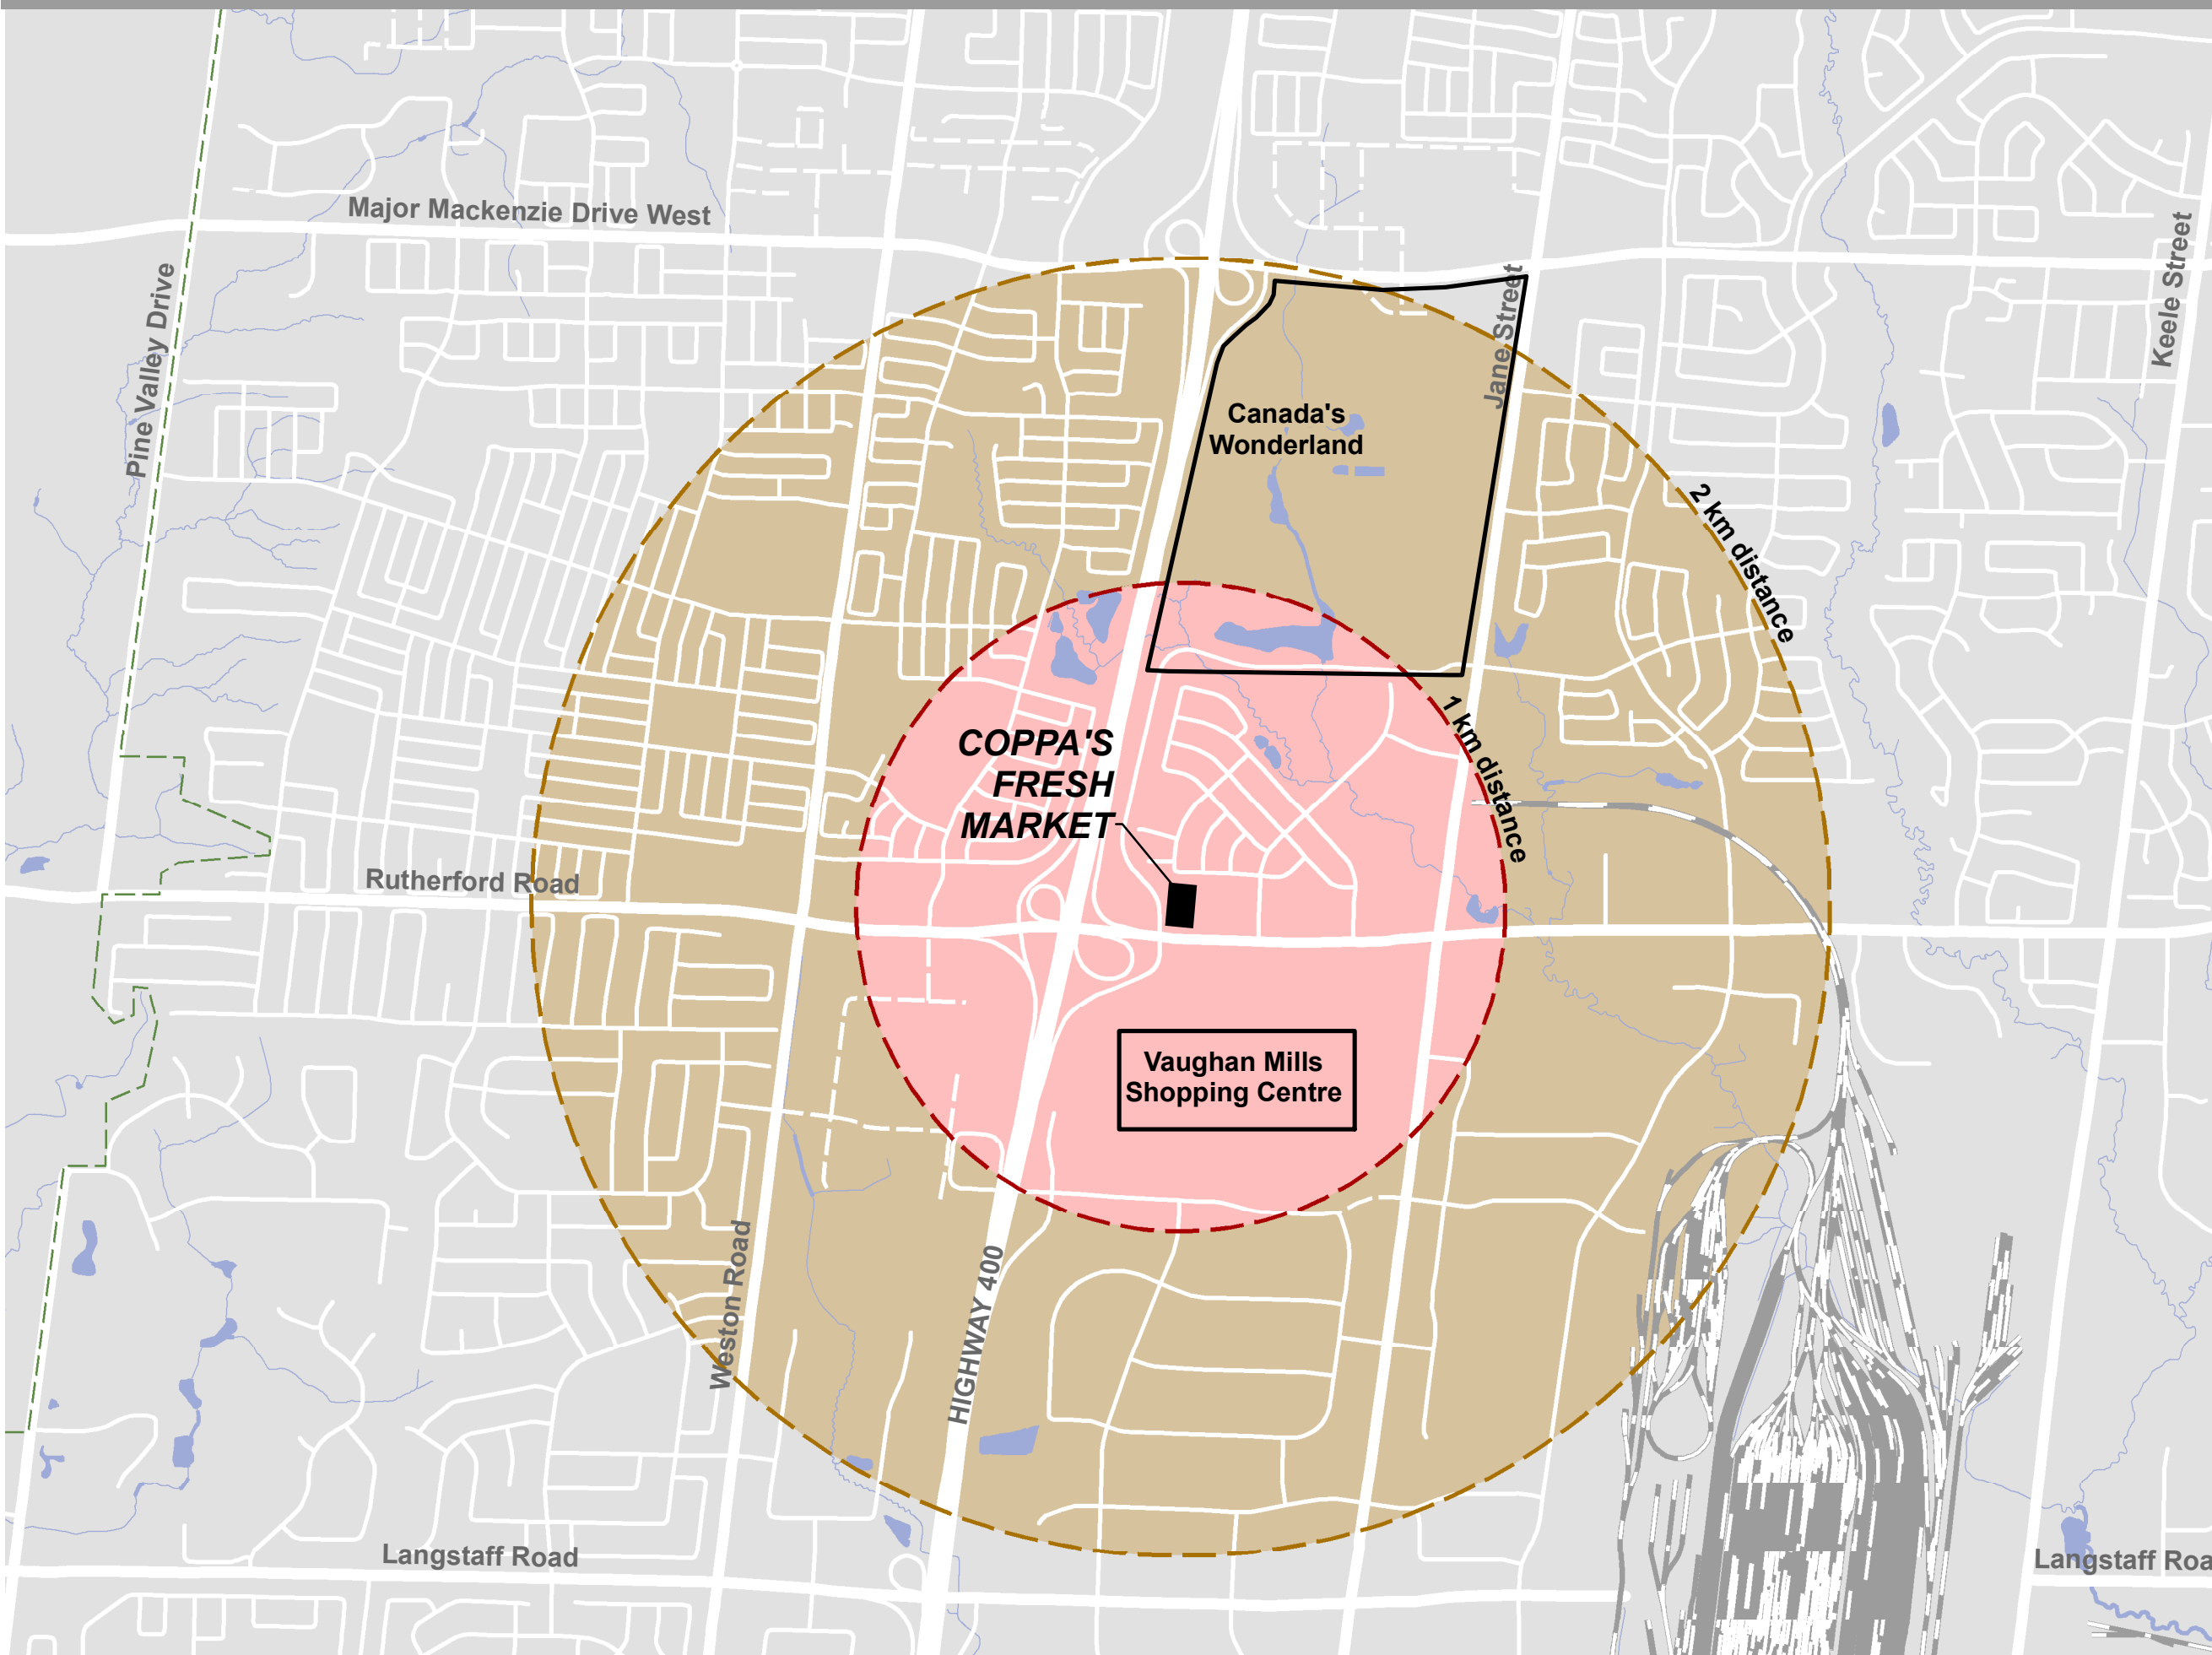 Major Mackenzie Drive West
Pine Valley Drive
Keele Street
Jane Street
Canada's
Wonderland
2 km distance
1 km distance
COPPA'S
FRESH
MARKET
Rutherford Road
Vaughan Mills
Shopping Centre
Weston Road
HIGHWAY 400
Langstaff Road
Langstaff Roa